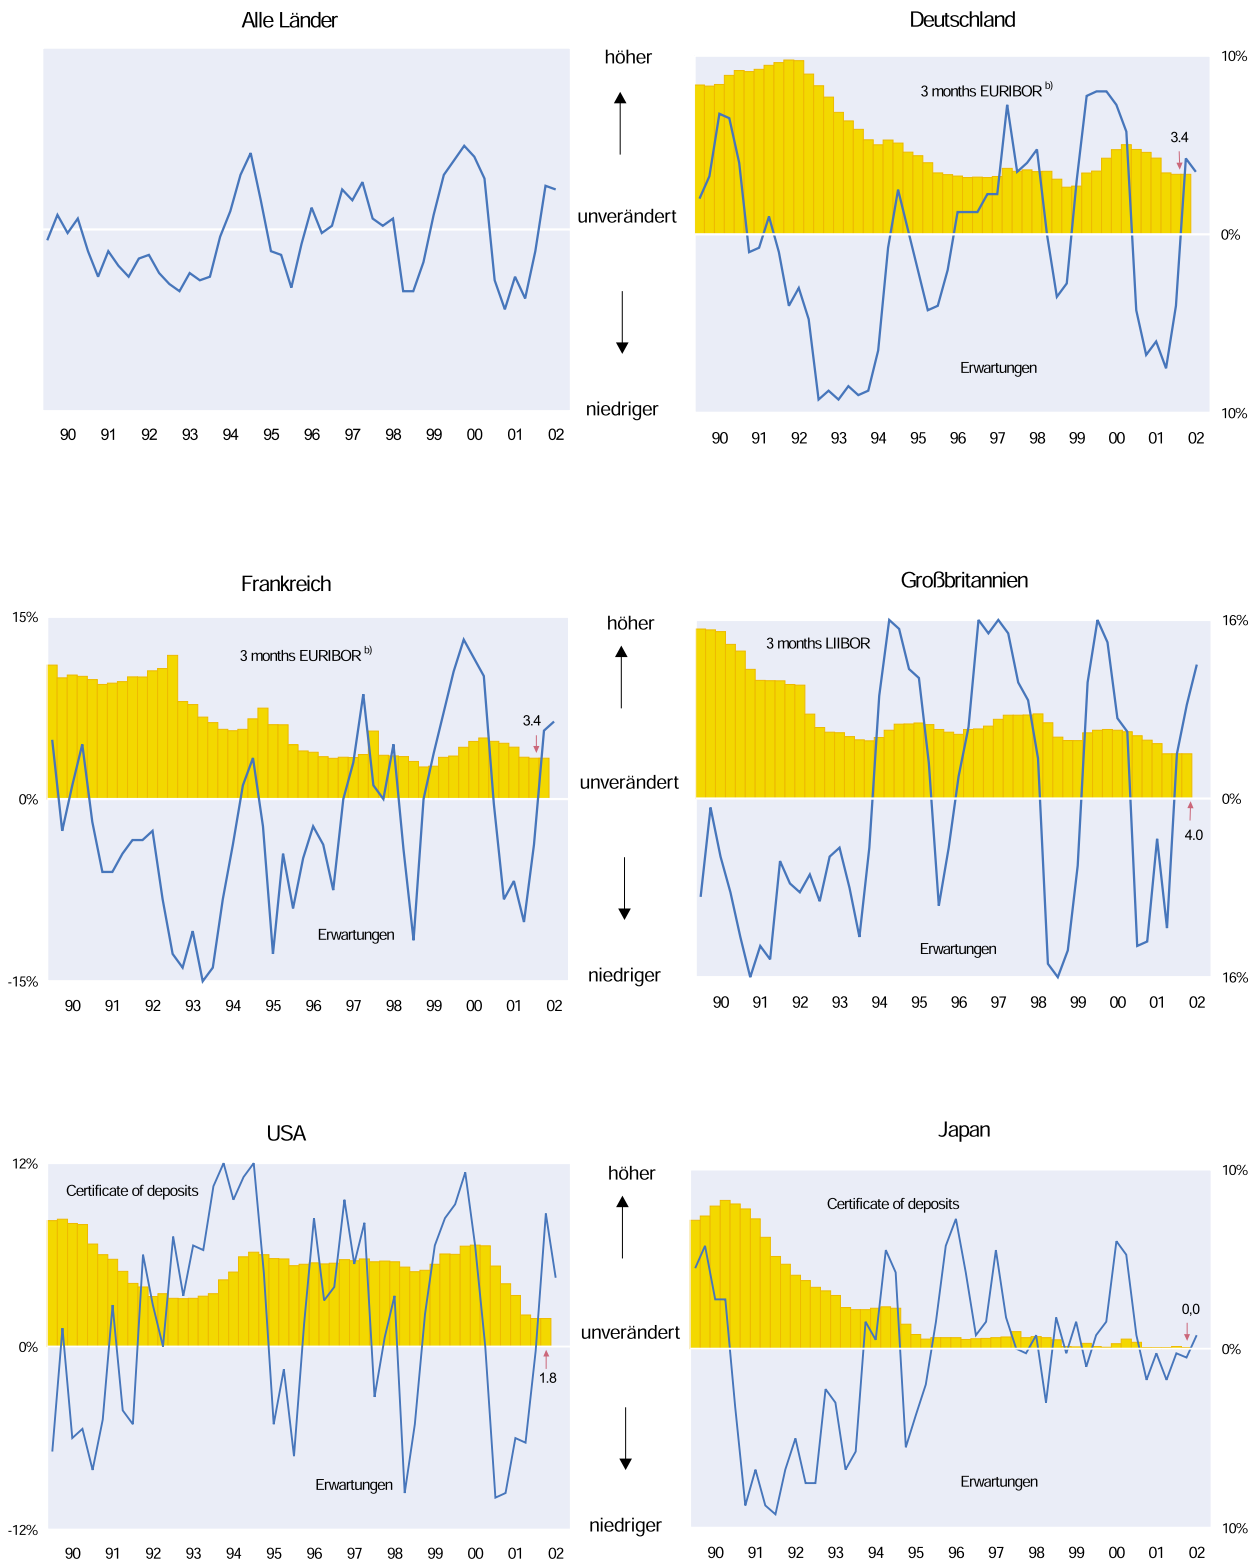 Alle Länder
Deutschland
höher
unverändert
niedriger
10%
0%
10%
3 months EURIBOR b)
3.4
Erwartungen
90 91 92 93 94 95 96 97 98 99 00 01 02
90 91 92 93 94 95 96 97 98 99 00 01 02
Frankreich
Großbritannien
15%
0%
-15%
3 months EURIBOR b)
3.4
Erwartungen
höher
unverändert
niedriger
3 months LIIBOR
16%
0%
16%
4.0
Erwartungen
90 91 92 93 94 95 96 97 98 99 00 01 02
90 91 92 93 94 95 96 97 98 99 00 01 02
USA
Japan
12%
0%
-12%
Certificate of deposits
1.8
Erwartungen
höher
unverändert
niedriger
Certificate of deposits
10%
0%
10%
0,0
Erwartungen
90 91 92 93 94 95 96 97 98 99 00 01 02
90 91 92 93 94 95 96 97 98 99 00 01 02